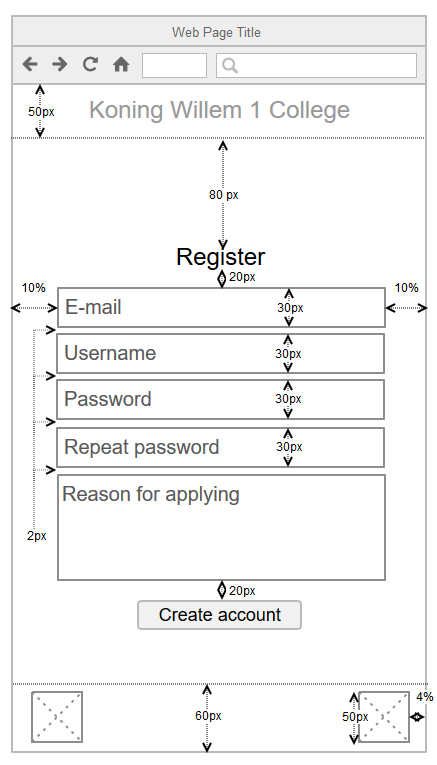 Web Page Title
50px
Koning Willem 1 College
80 px
Register
20px
10%
10%
E-mail
30px
Username
30px
Password
30px
Repeat password
30px
Reason for applying
2px
20px
Create account
4%
60px
50px